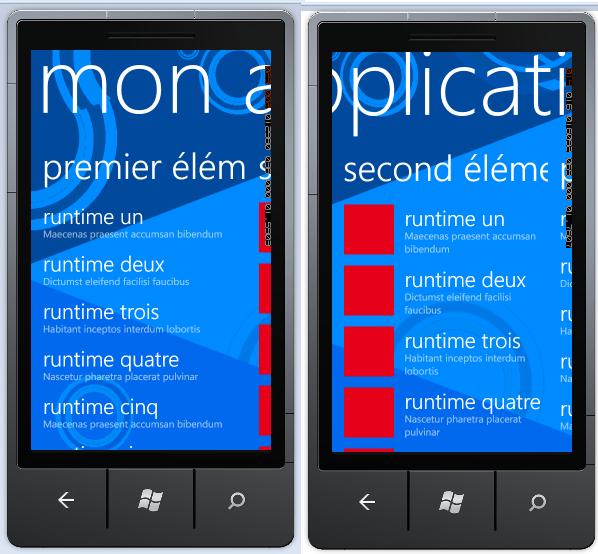 mon a
premier élém s
runtime un
Maecenas praesent accumsan bibendum
runtime deux
Dictumst eleifend facilisi faucibus
runtime trois
Habitant inceptos interdum lobortis
runtime quatre
Nascetur pharetra placerat pulvinar
runtime cinq
Maecenas praesent accumsan bibendum
pplicati
second éléme p
runtime un
Maecenas praesent accumsan
bibendum
runtime deux
Dictumst eleifend facilisi
faucibus
runtime trois
Habitant inceptos interdum
lobortis
runtime quatre
Nascetur pharetra placerat
pulvinar